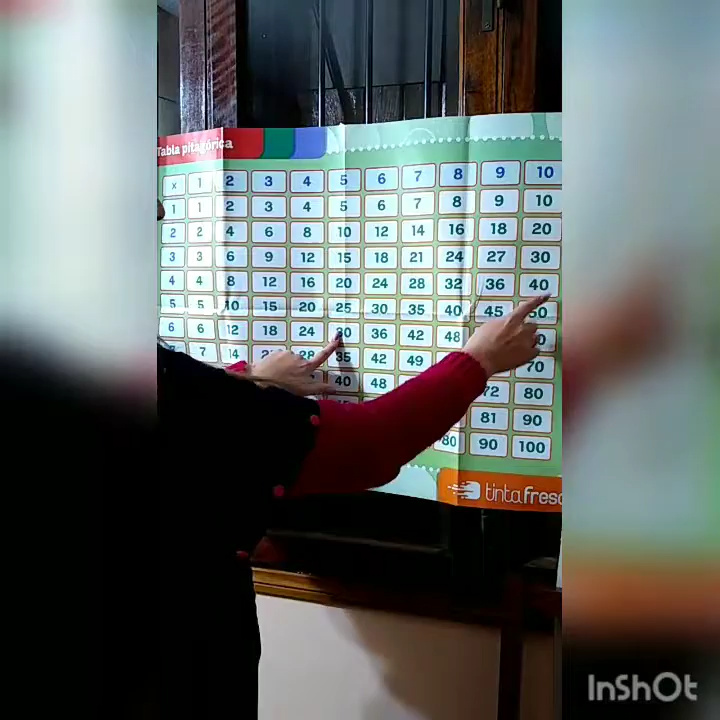 Tabla pitagórica
x 1 2 3 4 5 6 7 8 9 10
1 1 2 3 4 5 6 7 8 9 10
2 2 4 6 8 10 12 14 16 18 20
3 3 6 9 12 15 18 21 24 27 30
4 4 8 12 16 20 24 28 32 36 40
5 5 10 15 20 25 30 35 40 45 50
6 6 12 18 24 30 36 42 48
7 14 28 35 42 49 70
40 48 72 80
81 90
80 90 100
tintafresc
InShOt